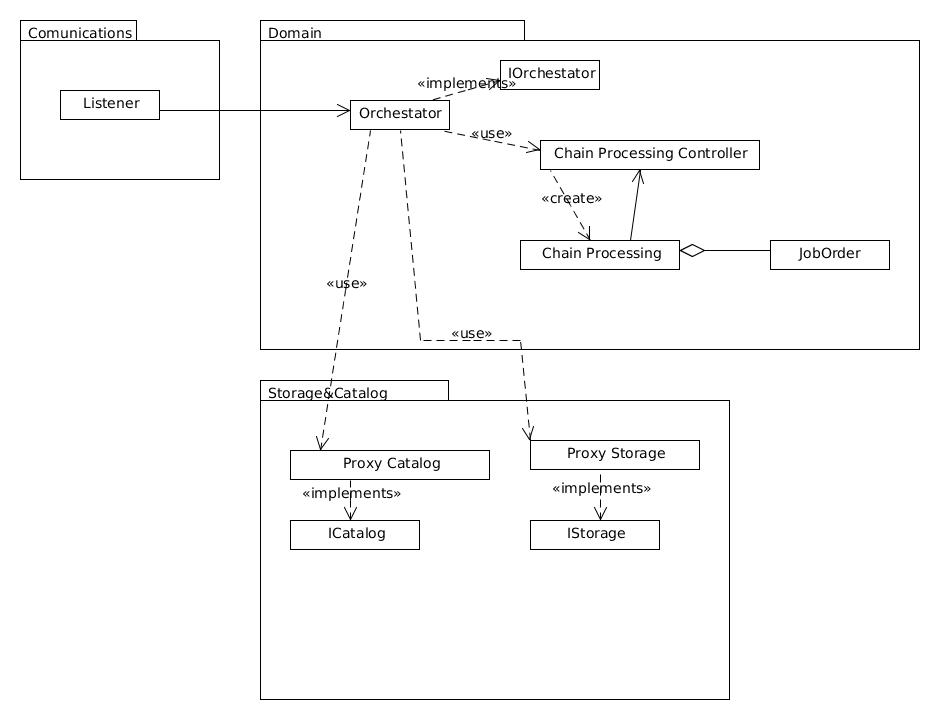 Comunications
Domain
IOrchestator
«implements»
Listener
Orchestator
«use»
Chain Processing Controller
«create»
Chain Processing
JobOrder
«use»
«use»
Storage&Catalog
Proxy Catalog
Proxy Storage
«implements»
«implements»
ICatalog
IStorage